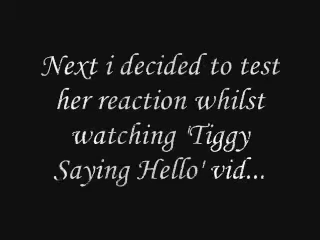 Next i decided to test
her reaction whilst
watching 'Tiggy
Saying Hello' vid...